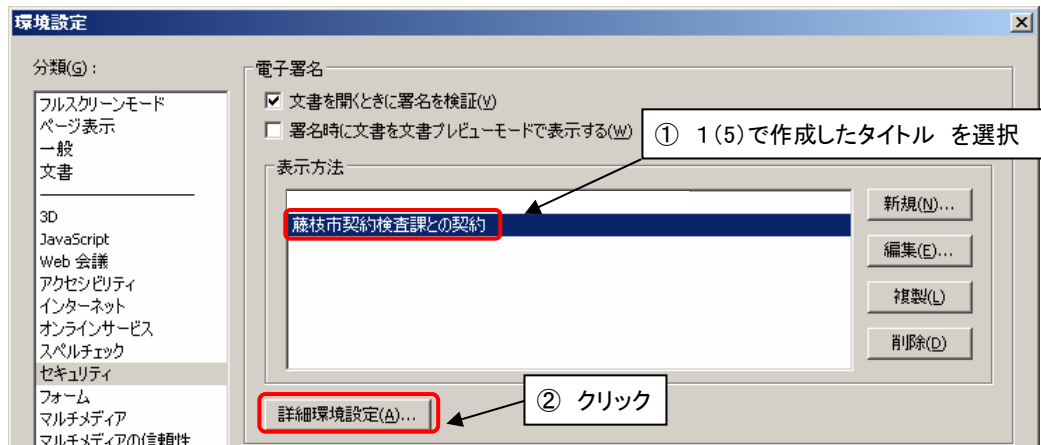 環境設定
分類(G):
フルスクリーンモード
ページ表示
一般
文書
3D
JavaScript
Web 会議
アクセシビリティ
インターネット
オンラインサービス
スペルチェック
セキュリティ
フォーム
マルチメディア
マルチメディアの信頼性
電子署名
文書を開くときに署名を検証(V)
署名時に文書を文書プレビューモードで表示する(W)
① 1(5)で作成したタイトル を選択
表示方法
藤枝市契約検査課との契約
新規(N)...
編集(E)...
複製(L)
削除(D)
詳細環境設定(A)...
② クリック